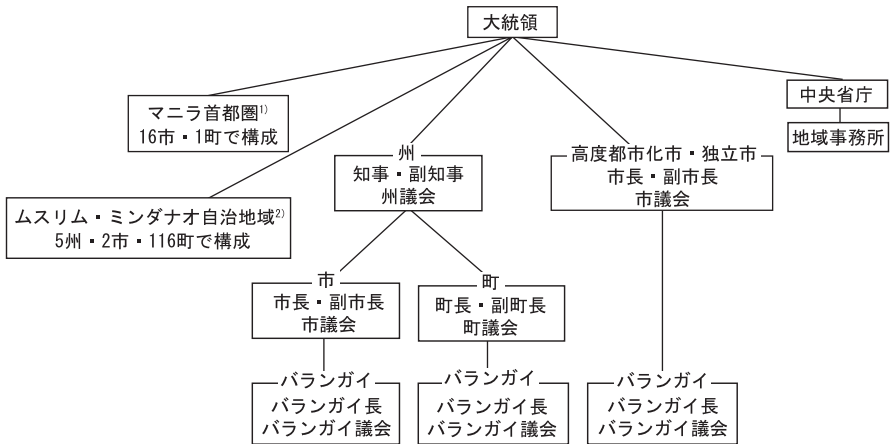 大統領
マニラ首都圏1)
16市・1町で構成
中央省庁
地域事務所
州
知事・副知事
州議会
高度都市化市・独立市
市長・副市長
市議会
ムスリム・ミンダナオ自治地域2)
5州・2市・116町で構成
市
市長・副市長
市議会
町
町長・副町長
町議会
バランガイ
バランガイ長
バランガイ議会
バランガイ
バランガイ長
バランガイ議会
バランガイ
バランガイ長
バランガイ議会